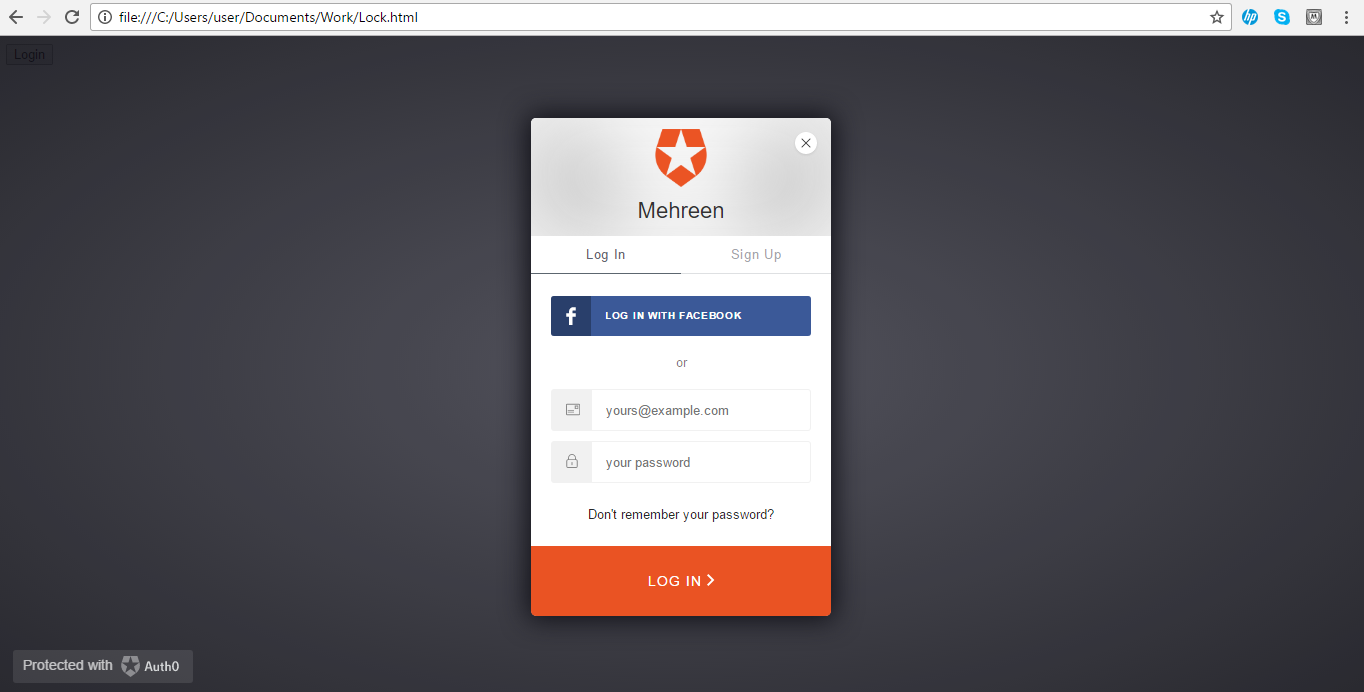 file:///C:/Users/user/Documents/Work/Lock.html
Login
Mehreen
Log In
Sign Up
LOG IN WITH FACEBOOK
or
yours@example.com
your password
Don't remember your password?
LOG IN
Protected with Auth0